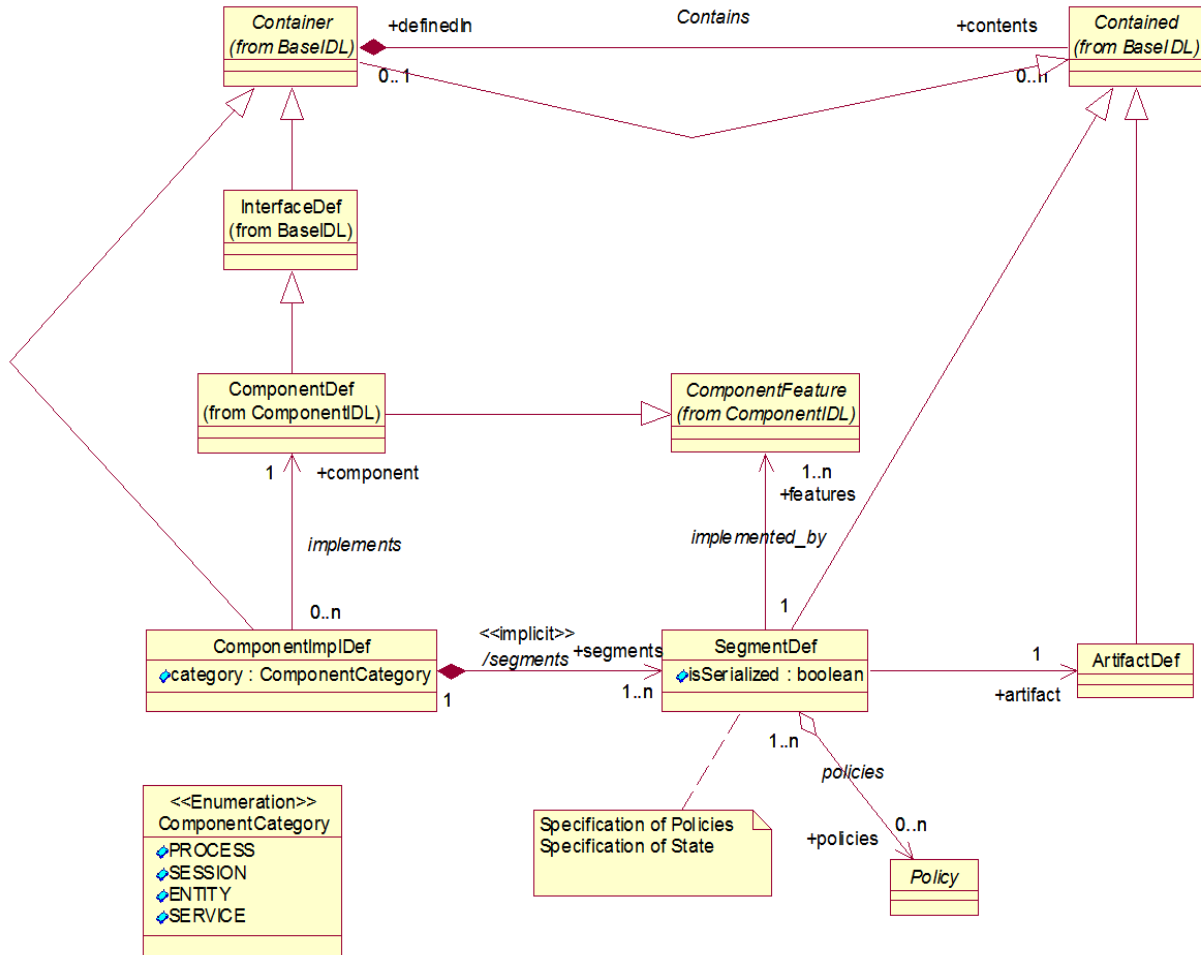 Container
(from BaseIDL)
+definedIn
Contains
+contents
Contained
(from BaseIDL)
0..1
0..n
InterfaceDef
(from BaseIDL)
ComponentDef
(from ComponentIDL)
ComponentFeature
(from ComponentIDL)
1
+component
1..n
+features
implements
implemented_by
0..n
1
ComponentImplDef
category : ComponentCategory
<<implicit>>
/segments
+segments
1
1..n
SegmentDef
isSerialized : boolean
1
+artifact
ArtifactDef
1..n
policies
0..n
+policies
Policy
<<Enumeration>>
ComponentCategory
PROCESS
SESSION
ENTITY
SERVICE
Specification of Policies
Specification of State